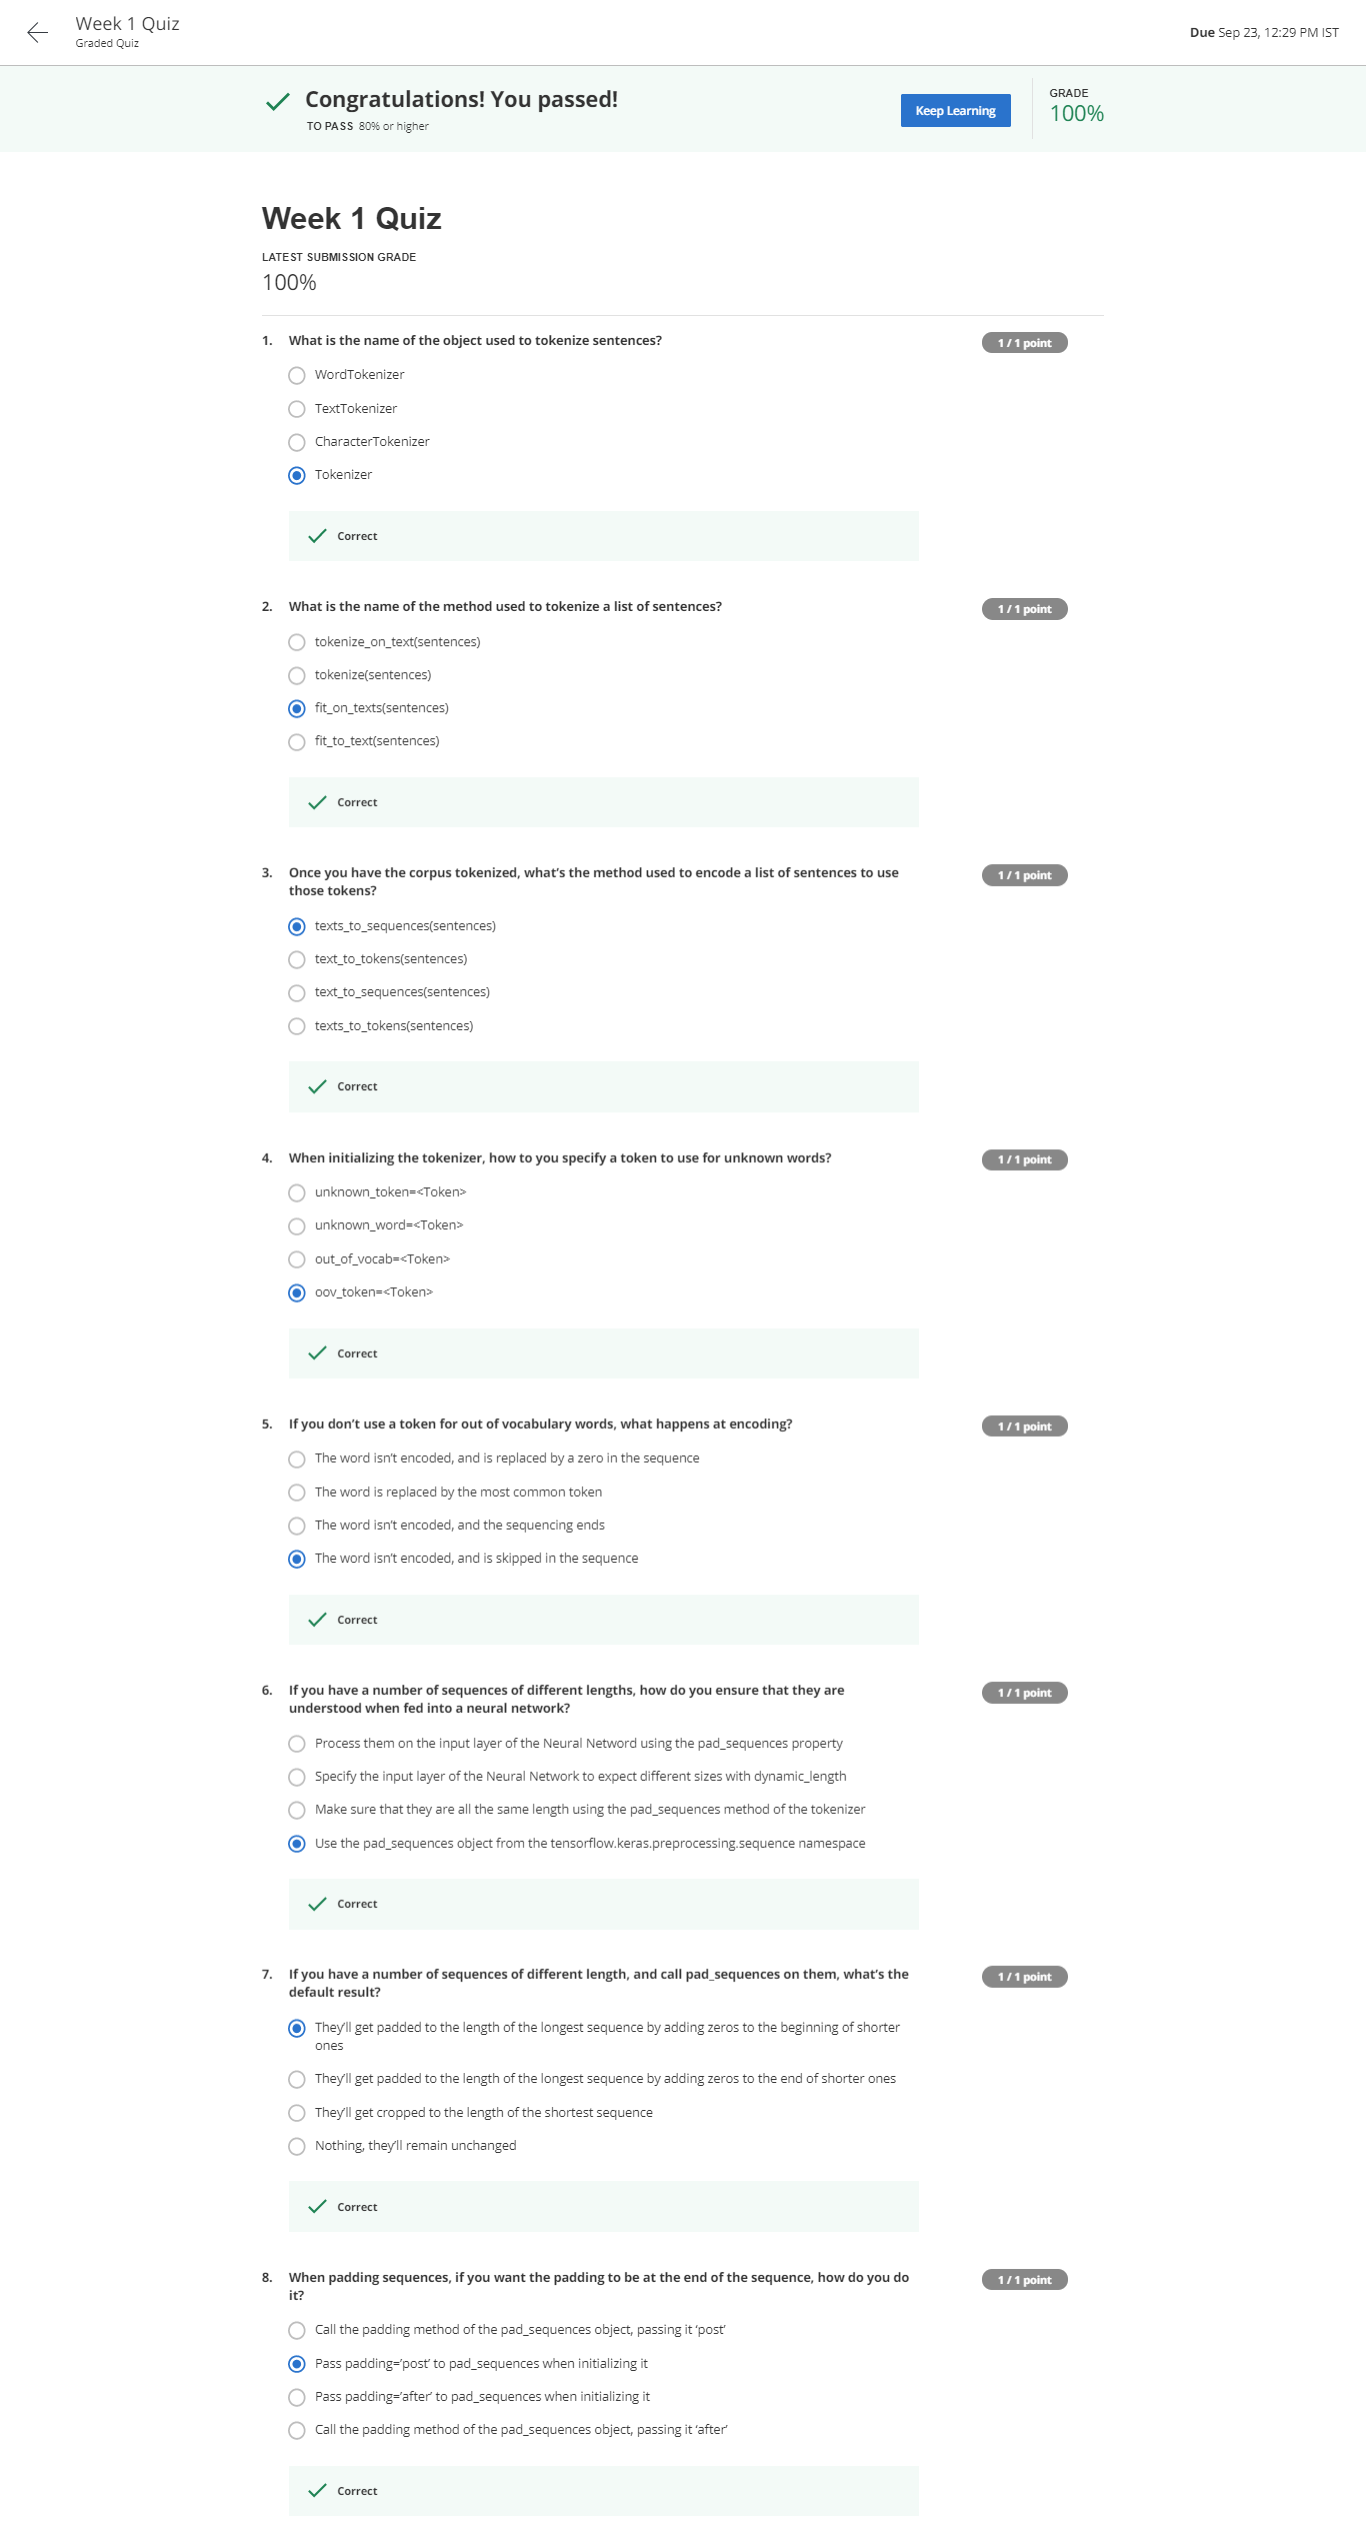 Week 1 Quiz
Graded Quiz
Due Sep 23, 12:29 PM IST
Congratulations! You passed!
TO PASS 80% or higher
Keep Learning
GRADE
100%
Week 1 Quiz
LATEST SUBMISSION GRADE
100%
1. What is the name of the object used to tokenize sentences?
1 / 1 point
WordTokenizer
TextTokenizer
CharacterTokenizer
Tokenizer
Correct
2. What is the name of the method used to tokenize a list of sentences?
1 / 1 point
tokenize_on_text(sentences)
tokenize(sentences)
fit_on_texts(sentences)
fit_to_text(sentences)
Correct
3. Once you have the corpus tokenized, what's the method used to encode a list of sentences to use
those tokens?
1 / 1 point
texts_to_sequences(sentences)
text_to_tokens(sentences)
text_to_sequences(sentences)
texts_to_tokens(sentences)
Correct
4. When initializing the tokenizer, how to you specify a token to use for unknown words?
1 / 1 point
unknown_token=<Token>
unknown_word=<Token>
out_of_vocab=<Token>
oov_token=<Token>
Correct
5. If you don't use a token for out of vocabulary words, what happens at encoding?
1 / 1 point
The word isn't encoded, and is replaced by a zero in the sequence
The word is replaced by the most common token
The word isn't encoded, and the sequencing ends
The word isn't encoded, and is skipped in the sequence
Correct
6. If you have a number of sequences of different lengths, how do you ensure that they are
understood when fed into a neural network?
1 / 1 point
Process them on the input layer of the Neural Netword using the pad_sequences property
Specify the input layer of the Neural Network to expect different sizes with dynamic_length
Make sure that they are all the same length using the pad_sequences method of the tokenizer
Use the pad_sequences object from the tensorflow.keras.preprocessing.sequence namespace
Correct
7. If you have a number of sequences of different length, and call pad_sequences on them, what's the
default result?
1 / 1 point
They'll get padded to the length of the longest sequence by adding zeros to the beginning of shorter
ones
They'll get padded to the length of the longest sequence by adding zeros to the end of shorter ones
They'll get cropped to the length of the shortest sequence
Nothing, they'll remain unchanged
Correct
8. When padding sequences, if you want the padding to be at the end of the sequence, how do you do
it?
1 / 1 point
Call the padding method of the pad_sequences object, passing it ‘post’
Pass padding=’post’ to pad_sequences when initializing it
Pass padding=’after’ to pad_sequences when initializing it
Call the padding method of the pad_sequences object, passing it ‘after’
Correct